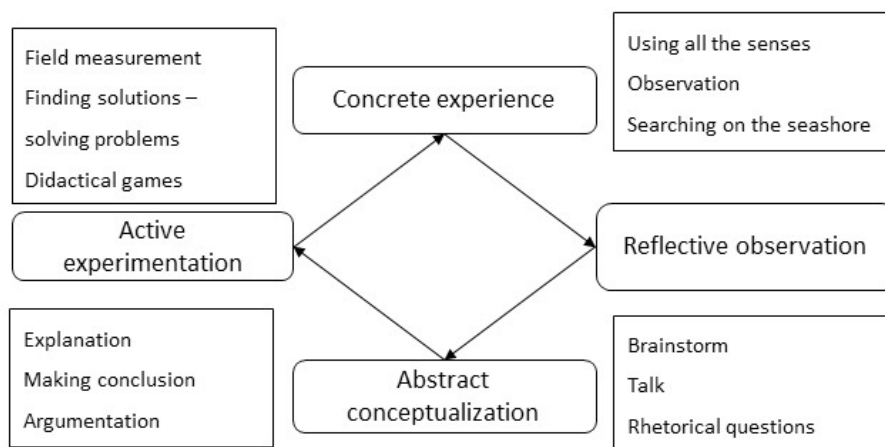 Field measurement
Finding solutions –
solving problems
Didactical games
Concrete experience
Using all the senses
Observation
Searching on the seashore
Active
experimentation
Reflective observation
Explanation
Making conclusion
Argumentation
Abstract
conceptualization
Brainstorm
Talk
Rhetorical questions